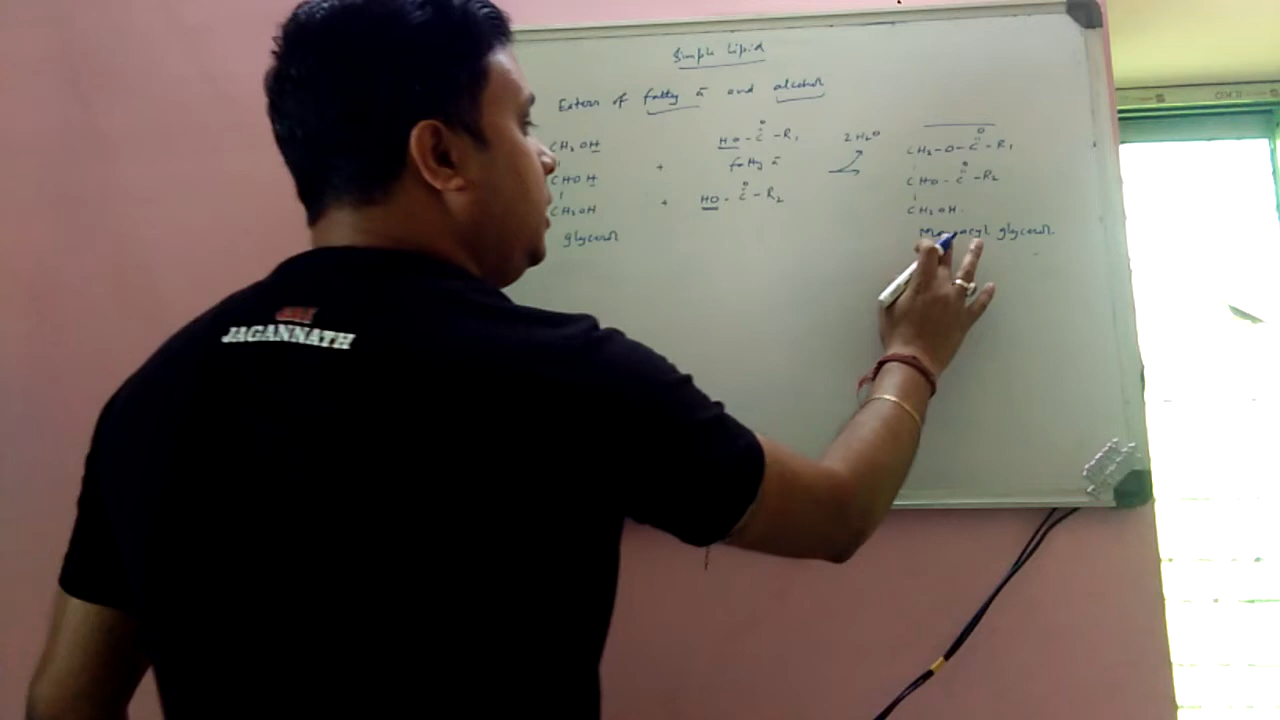 Simple Lipid
Esters of fatty ā and alcohol
CH₂OH + HO-C-R₁ 2H₂O CH₂-O-C-R₁
O O
CHOH fatty ā CHO-C-R₂
O
CH₂OH + HO-C-R₂ CH₂OH
O
glycerol acyl glycerol
JAGANNATH